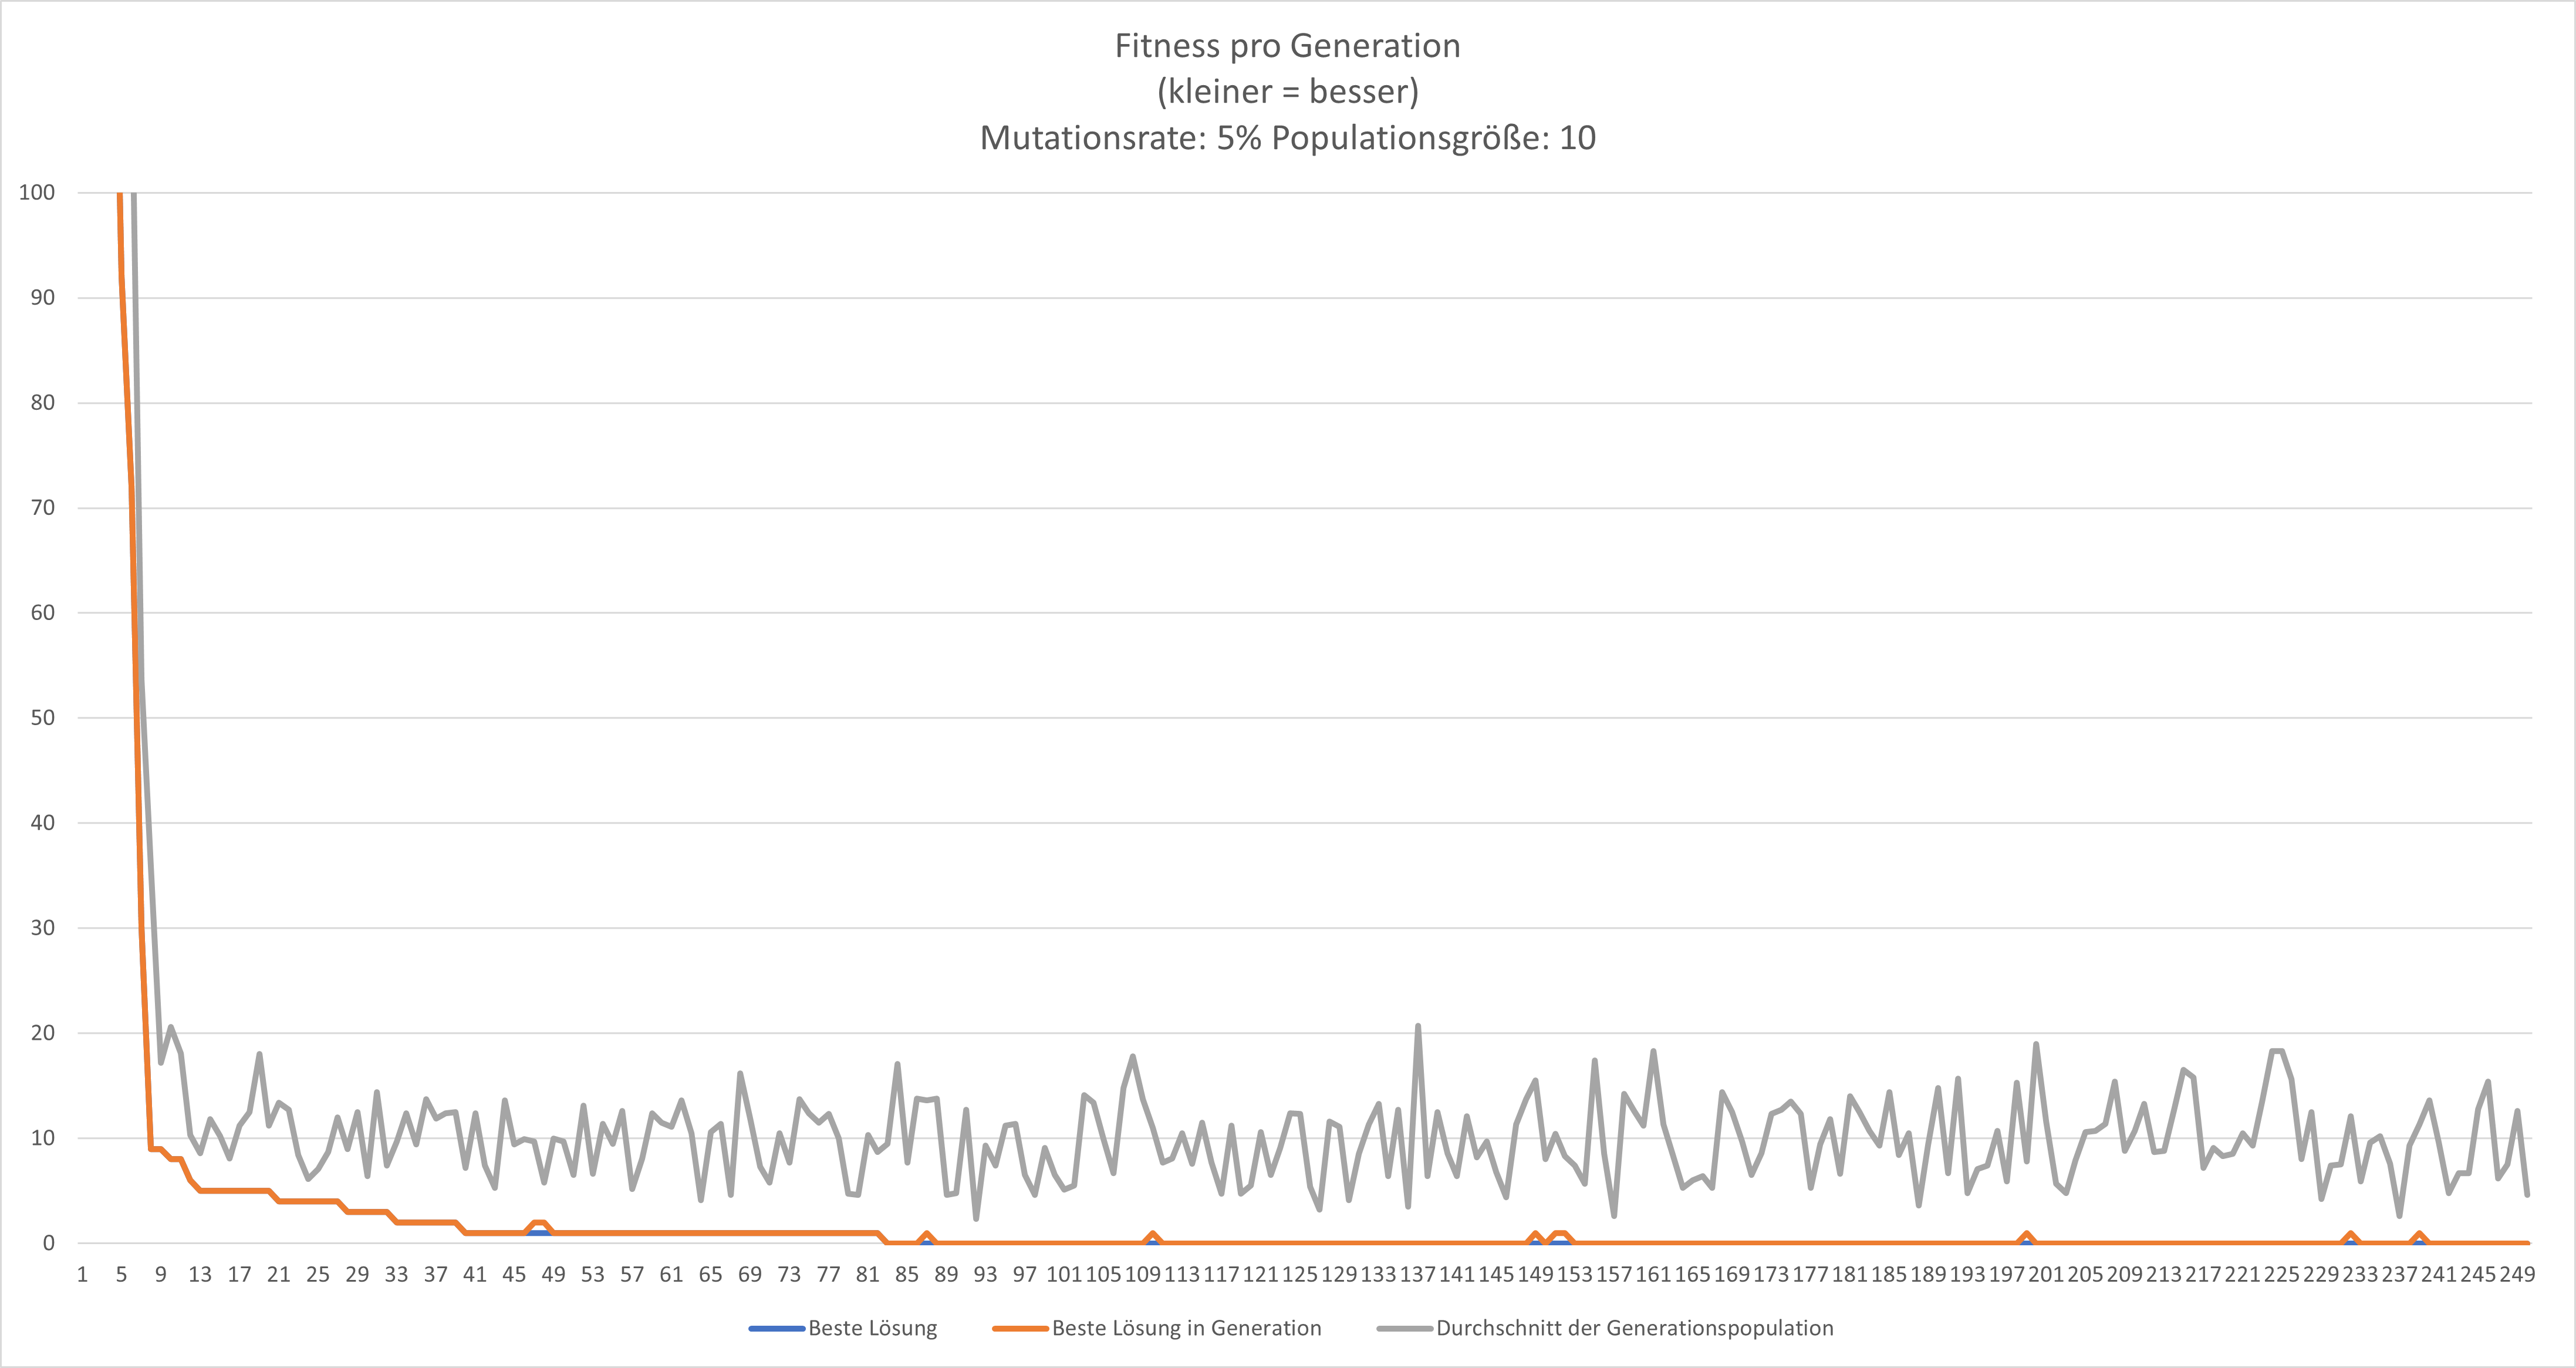 Fitness pro Generation
(kleiner = besser)
Mutationsrate: 5% Populationsgröße: 10
100
90
80
70
60
50
40
30
20
10
0
1 5 9 13 17 21 25 29 33 37 41 45 49 53 57 61 65 69 73 77 81 85 89 93 97 101 105 109 113 117 121 125 129 133 137 141 145 149 153 157 161 165 169 173 177 181 185 189 193 197 201 205 209 213 217 221 225 229 233 237 241 245 249
Beste Lösung Beste Lösung in Generation Durchschnitt der Generationspopulation